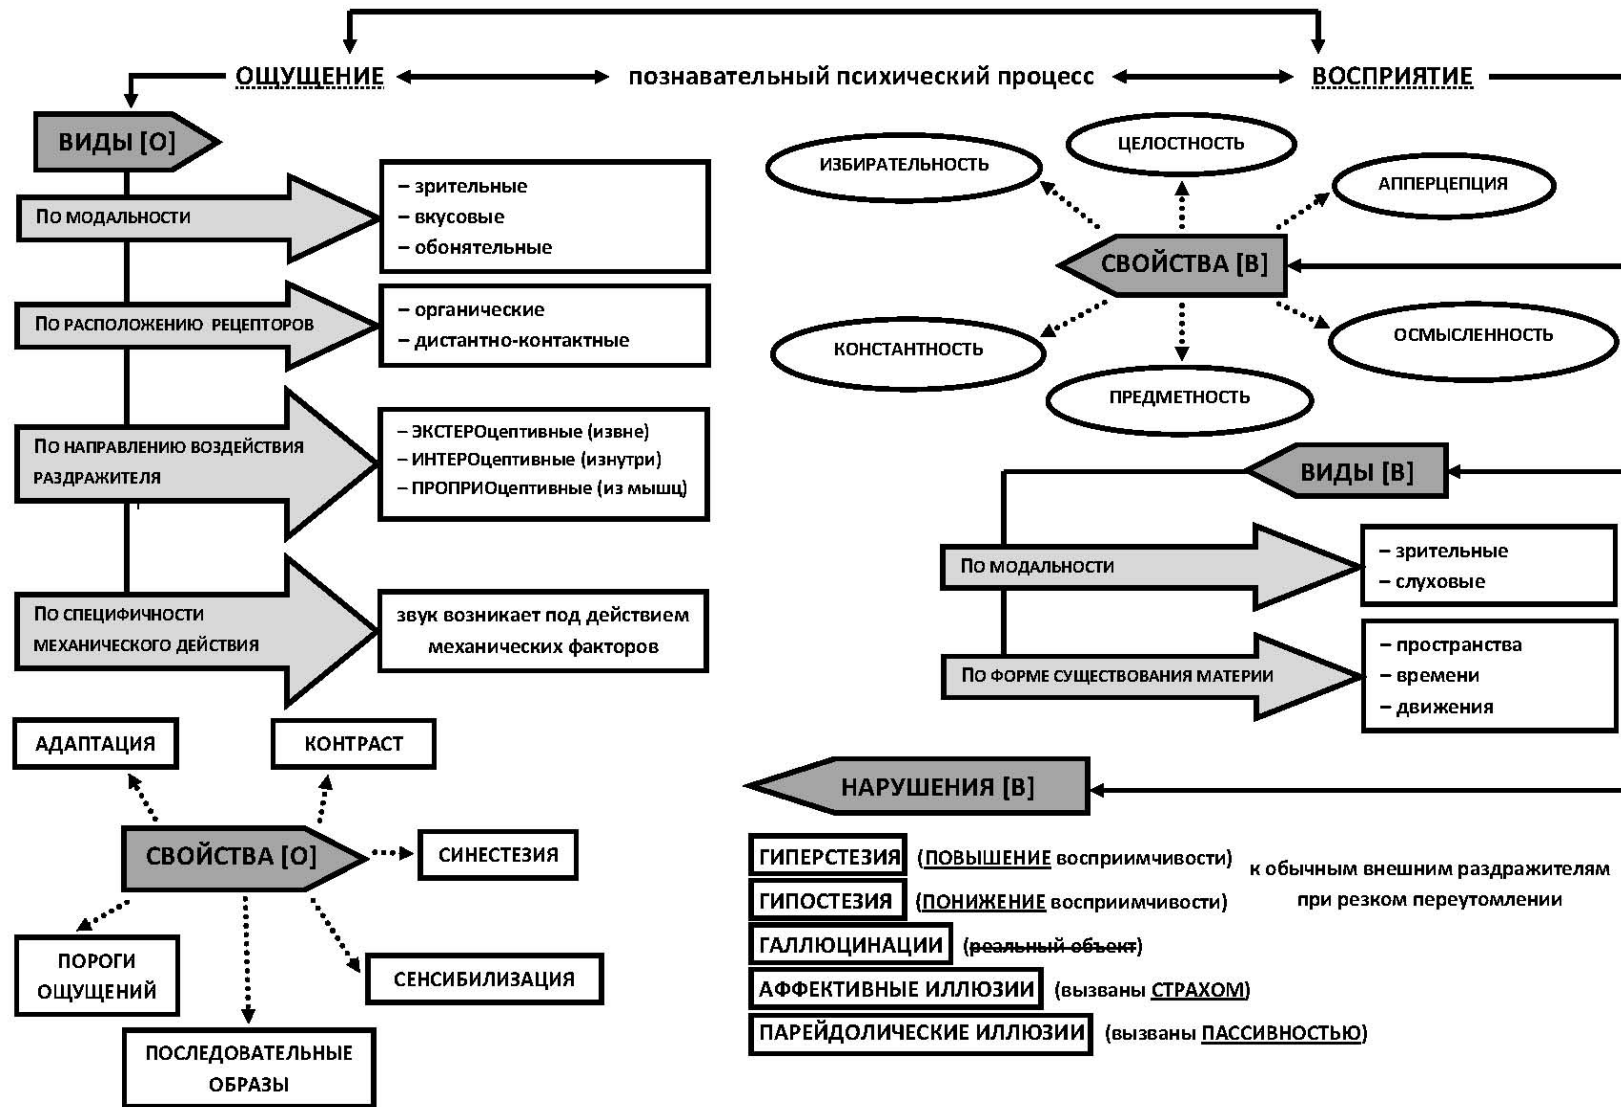 ОЩУЩЕНИЕ познавательный психический процесс ВОСПРИЯТИЕ
ВИДЫ [О]
ПО МОДАЛЬНОСТИ
– зрительные
– вкусовые
– обонятельные
ПО РАСПОЛОЖЕНИЮ РЕЦЕПТОРОВ
– органические
– дистантно-контактные
ПО НАПРАВЛЕНИЮ ВОЗДЕЙСТВИЯ
РАЗДРАЖИТЕЛЯ
– ЭКСТЕРОцептивные (извне)
– ИНТЕРОцептивные (изнутри)
– ПРОПРИОцептивные (из мышц)
ПО СПЕЦИФИЧНОСТИ
МЕХАНИЧЕСКОГО ДЕЙСТВИЯ
звук возникает под действием
механических факторов
АДАПТАЦИЯ
КОНТРАСТ
СВОЙСТВА [О]
СИНЕСТЕЗИЯ
ПОРОГИ
ОЩУЩЕНИЙ
СЕНСИБИЛИЗАЦИЯ
ПОСЛЕДОВАТЕЛЬНЫЕ
ОБРАЗЫ
ИЗБИРАТЕЛЬНОСТЬ
ЦЕЛОСТНОСТЬ
АППЕРЦЕПЦИЯ
СВОЙСТВА [В]
КОНСТАНТНОСТЬ
ПРЕДМЕТНОСТЬ
ОСМЫСЛЕННОСТЬ
ВИДЫ [В]
ПО МОДАЛЬНОСТИ
– зрительные
– слуховые
ПО ФОРМЕ СУЩЕСТВОВАНИЯ МАТЕРИИ
– пространства
– времени
– движения
НАРУШЕНИЯ [В]
ГИПЕРСТЕЗИЯ (ПОВЫШЕНИЕ восприимчивости)
ГИПОСТЕЗИЯ (ПОНИЖЕНИЕ восприимчивости)
к обычным внешним раздражителям
при резком переутомлении
ГАЛЛЮЦИНАЦИИ (реальный объект)
АФФЕКТИВНЫЕ ИЛЛЮЗИИ (вызваны СТРАХОМ)
ПАРЕЙДОЛИЧЕСКИЕ ИЛЛЮЗИИ (вызваны ПАССИВНОСТЬЮ)